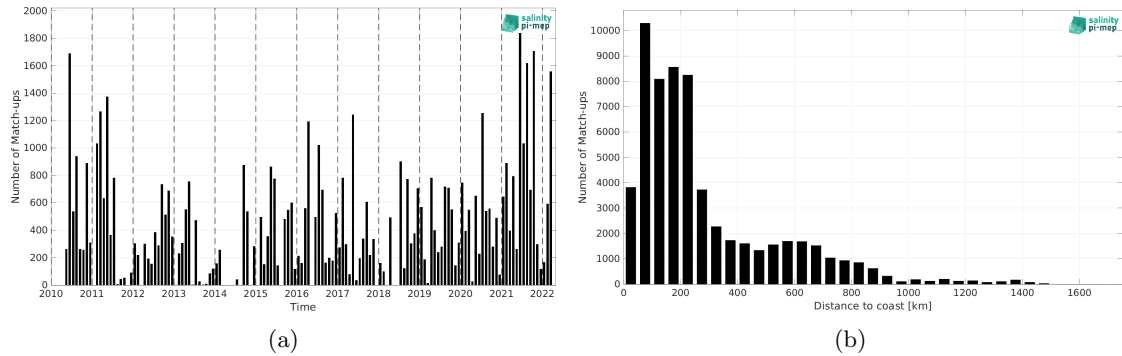 salinity
pi-mep
Number of Match-ups
2000
1800
1600
1400
1200
1000
800
600
400
200
0
2010 2011 2012 2013 2014 2015 2016 2017 2018 2019 2020 2021 2022
Time
(a)
salinity
pi-mep
Number of Match-ups
10000
9000
8000
7000
6000
5000
4000
3000
2000
1000
0
0 200 400 600 800 1000 1200 1400 1600
Distance to coast [km]
(b)